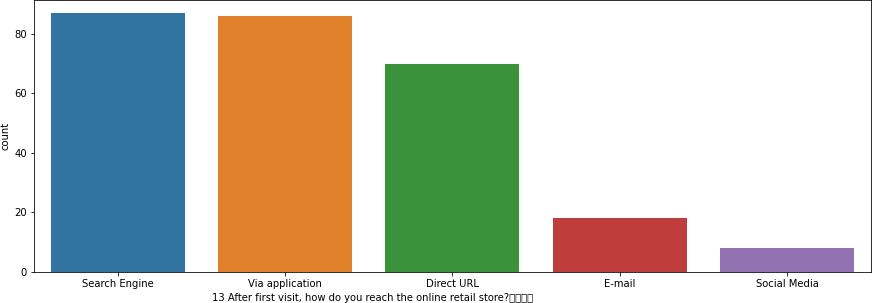 80
60
40
20
0
count
Search Engine Via application Direct URL E-mail Social Media
13 After first visit, how do you reach the online retail store?